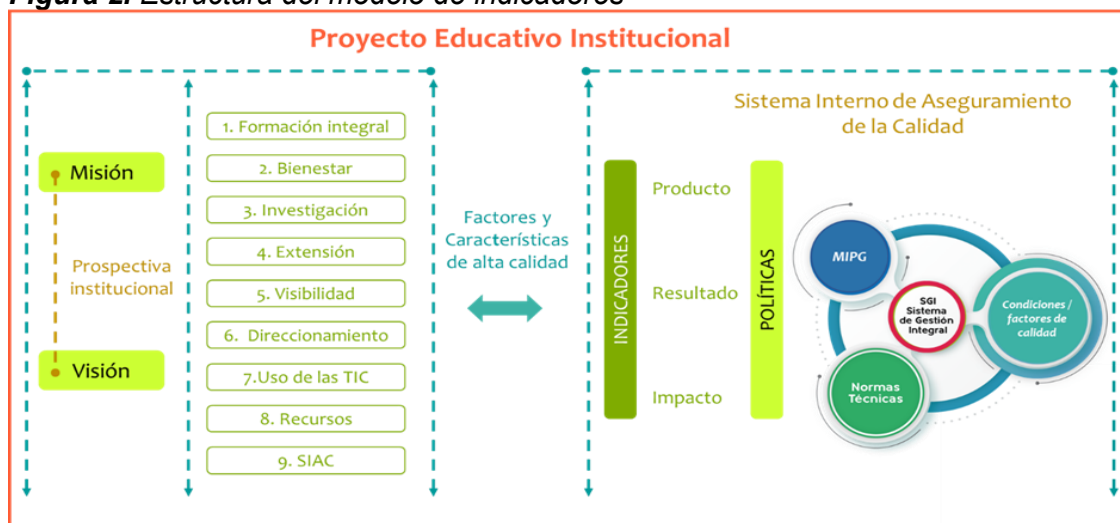 Figura 2. Estructura del modelo de indicadores
Proyecto Educativo Institucional
Misión
Prospectiva
institucional
Visión
1. Formación integral
2. Bienestar
3. Investigación
4. Extensión
5. Visibilidad
6. Direccionamiento
7.Uso de las TIC
8. Recursos
9. SIAC
Factores y
Características
de alta calidad
INDICADORES
Producto
Resultado
Impacto
POLÍTICAS
Sistema Interno de Aseguramiento
de la Calidad
MIPG
SGI
Sistema
de Gestión
Integral
Condiciones /
factores de
calidad
Normas
Técnicas